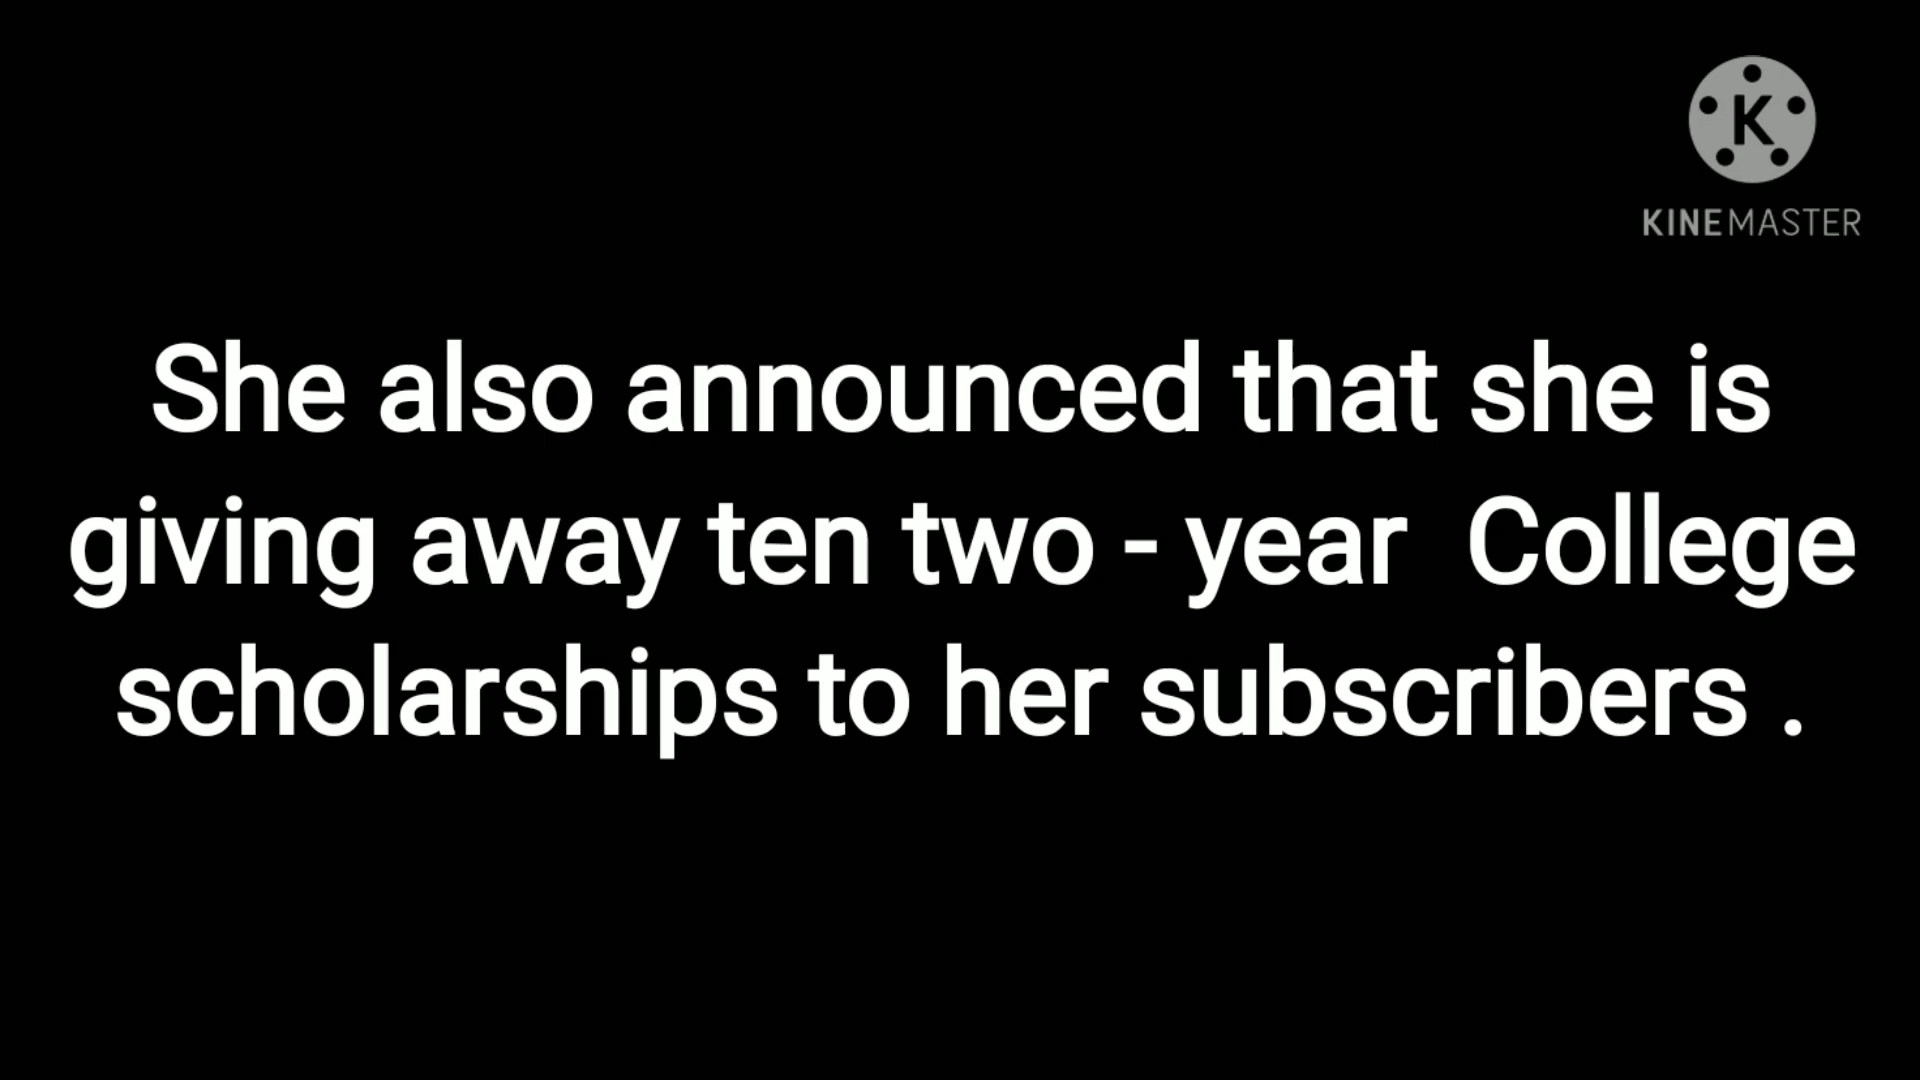 K
KINEMASTER
She also announced that she is
giving away ten two - year  College
scholarships to her subscribers .